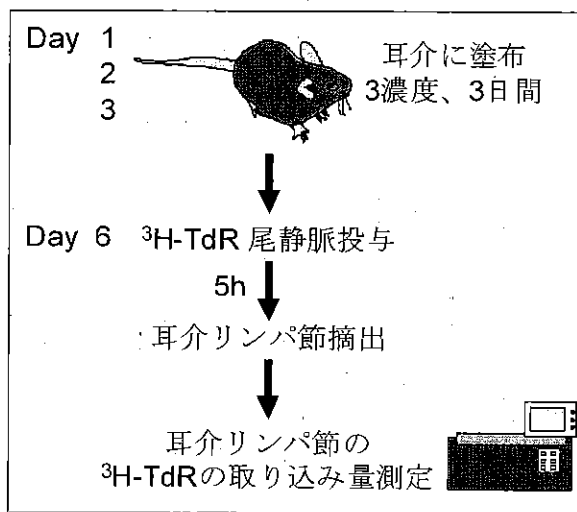 Day 1
2
3
耳介に塗布
3濃度、3日間
Day 6 ³H-TdR 尾静脈投与
5h
耳介リンパ節摘出
耳介リンパ節の
³H-TdRの取り込み量測定